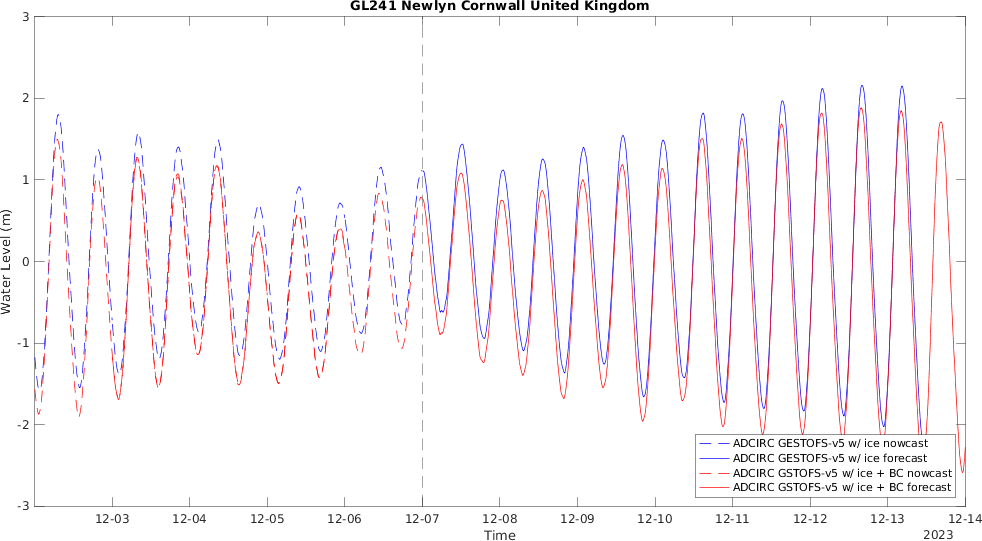 GL241 Newlyn Cornwall United Kingdom
3
2
1
0
-1
-2
-3
Water Level (m)
ADCIRC GESTOFS-v5 w/ ice nowcast
ADCIRC GESTOFS-v5 w/ ice forecast
ADCIRC GSTOFS-v5 w/ ice + BC nowcast
ADCIRC GSTOFS-v5 w/ ice + BC forecast
12-03 12-04 12-05 12-06 12-07 12-08 12-09 12-10 12-11 12-12 12-13 12-14
Time
2023